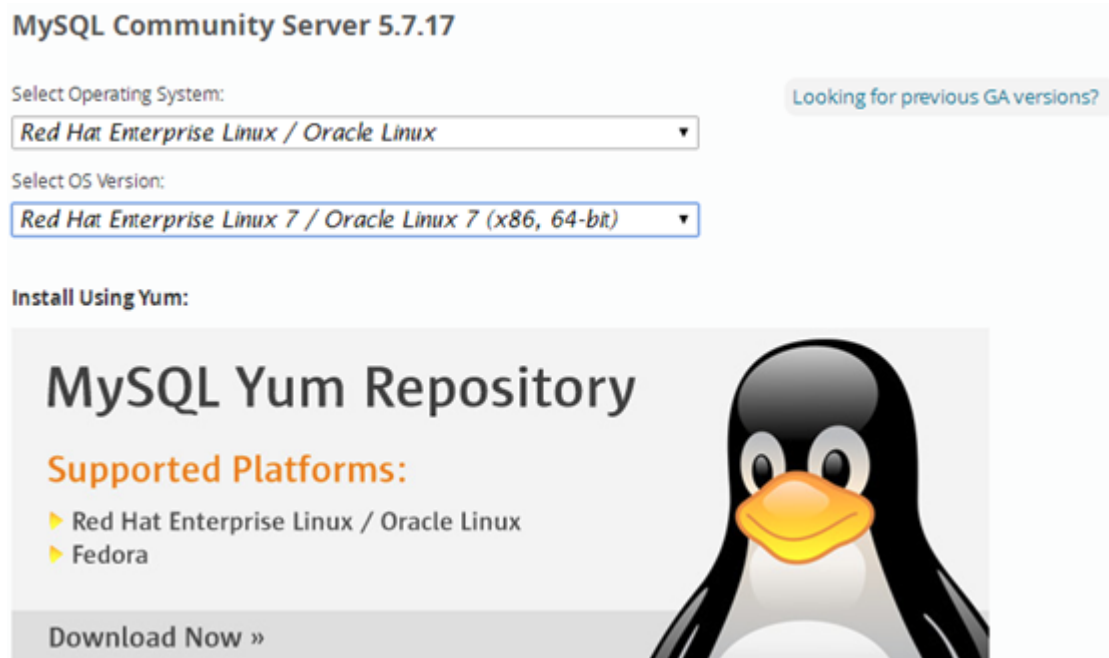 MySQL Community Server 5.7.17
Select Operating System:
Looking for previous GA versions?
Red Hat Enterprise Linux / Oracle Linux
Select OS Version:
Red Hat Enterprise Linux 7 / Oracle Linux 7 (x86, 64-bit)
Install Using Yum:
MySQL Yum Repository
Supported Platforms:
Red Hat Enterprise Linux / Oracle Linux
Fedora
Download Now »